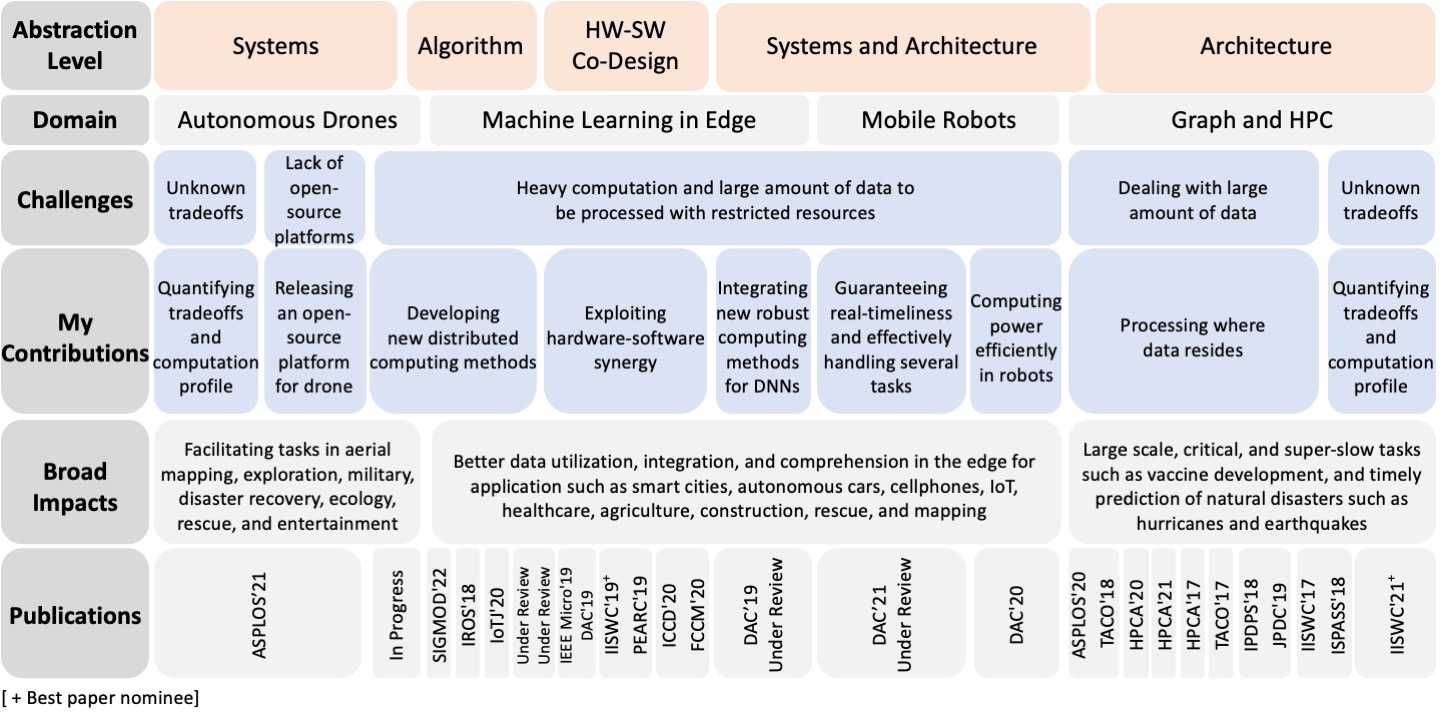 Abstraction
Level
Systems
Algorithm
HW-SW
Co-Design
Systems and Architecture
Architecture
Domain
Autonomous Drones
Machine Learning in Edge
Mobile Robots
Graph and HPC
Challenges
Unknown
tradeoffs
Lack of
open-
source
platforms
Heavy computation and large amount of data to
be processed with restricted resources
Dealing with large
amount of data
Unknown
tradeoffs
My
Contributions
Quantifying
tradeoffs
and
computation
profile
Releasing
an open-
source
platform
for drone
Developing
new distributed
computing methods
Exploiting
hardware-software
synergy
Integrating
new robust
computing
methods
for DNNs
Guaranteeing
real-timeliness
and effectively
handling several
tasks
Computing
power
efficiently
in robots
Processing where
data resides
Quantifying
tradeoffs
and
computation
profile
Broad
Impacts
Facilitating tasks in aerial
mapping, exploration, military,
disaster recovery, ecology,
rescue, and entertainment
Better data utilization, integration, and comprehension in the edge for
application such as smart cities, autonomous cars, cellphones, IoT,
healthcare, agriculture, construction, rescue, and mapping
Large scale, critical, and super-slow tasks
such as vaccine development, and timely
prediction of natural disasters such as
hurricanes and earthquakes
Publications
ASPLOS'21
In Progress
SIGMOD'22
IROS'18
IoTJ'20
Under Review
Under Review
IEEE Micro'19
DAC'19
IISWC'19+
PEARC'19
ICCD'20
FCCM'20
DAC'19
Under Review
DAC'21
Under Review
DAC'20
ASPLOS'20
TACO'18
HPCA'20
HPCA'21
HPCA'17
TACO'17
IPDPS'18
JPDC'19
IISWC'17
ISPASS'18
IISWC'21+
[ + Best paper nominee]